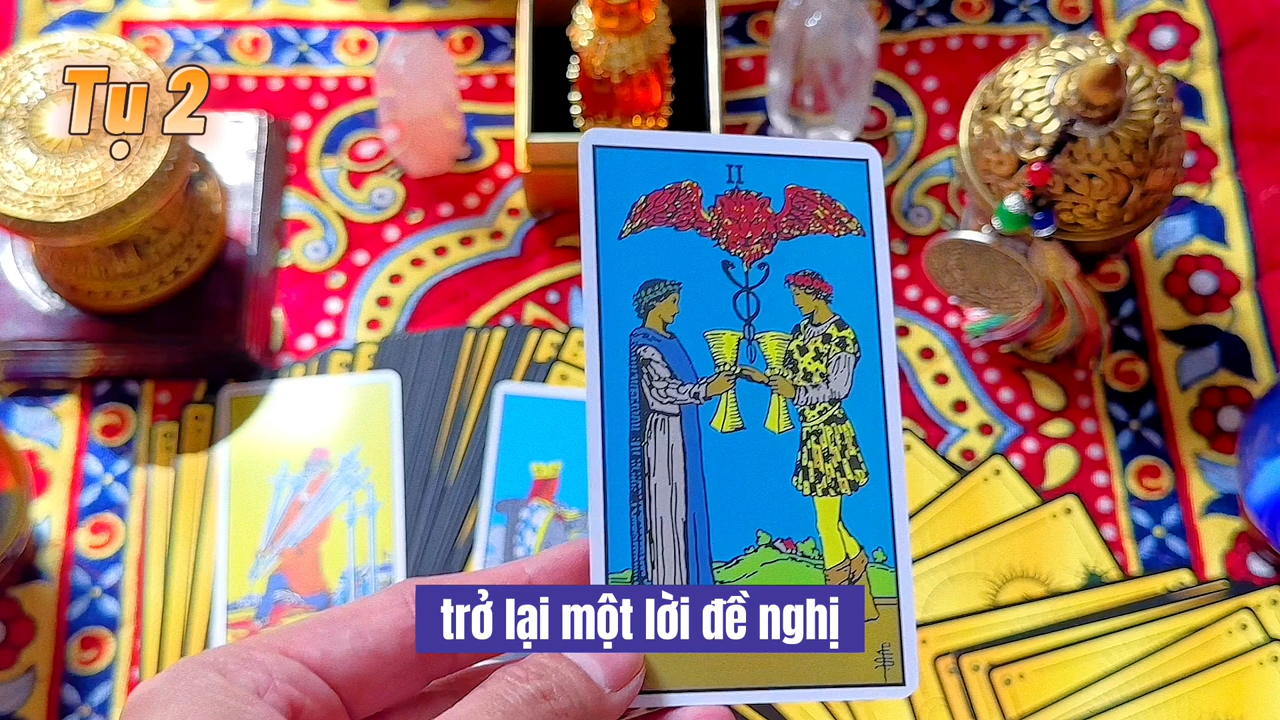 Tụ 2
II
trở lại một lời đề nghị